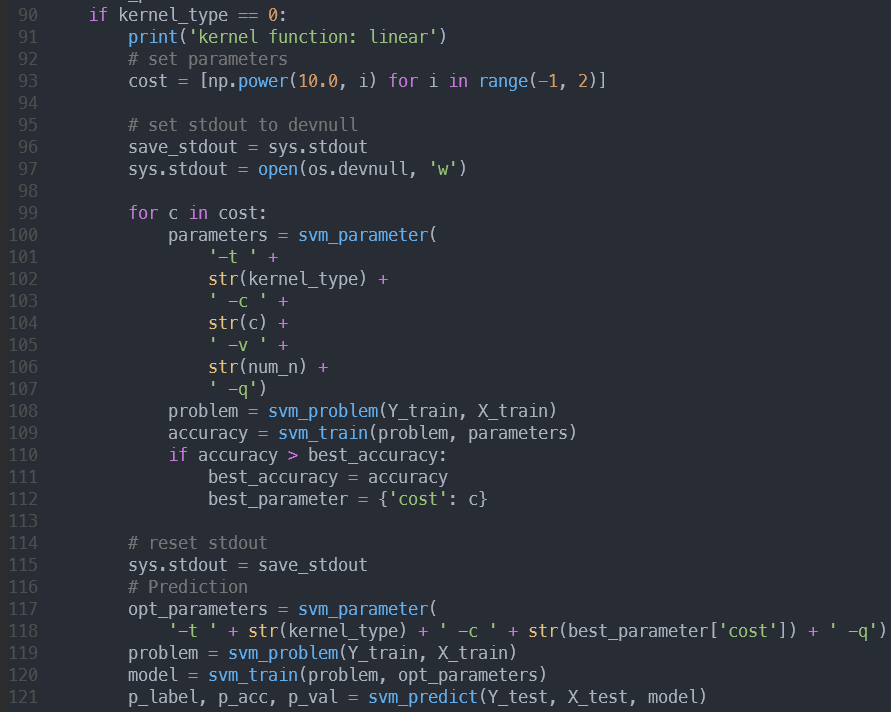 90 if kernel_type == 0:
91 print('kernel function: linear')
92 # set parameters
93 cost = [np.power(10.0, i) for i in range(-1, 2)]
94
95 # set stdout to devnull
96 save_stdout = sys.stdout
97 sys.stdout = open(os.devnull, 'w')
98
99 for c in cost:
100 parameters = svm_parameter(
101 '-t ' +
102 str(kernel_type) +
103 ' -c ' +
104 str(c) +
105 ' -v ' +
106 str(num_n) +
107 ' -q')
108 problem = svm_problem(Y_train, X_train)
109 accuracy = svm_train(problem, parameters)
110 if accuracy > best_accuracy:
111 best_accuracy = accuracy
112 best_parameter = {'cost': c}
113
114 # reset stdout
115 sys.stdout = save_stdout
116 # Prediction
117 opt_parameters = svm_parameter(
118 '-t ' + str(kernel_type) + ' -c ' + str(best_parameter['cost']) + ' -q')
119 problem = svm_problem(Y_train, X_train)
120 model = svm_train(problem, opt_parameters)
121 p_label, p_acc, p_val = svm_predict(Y_test, X_test, model)